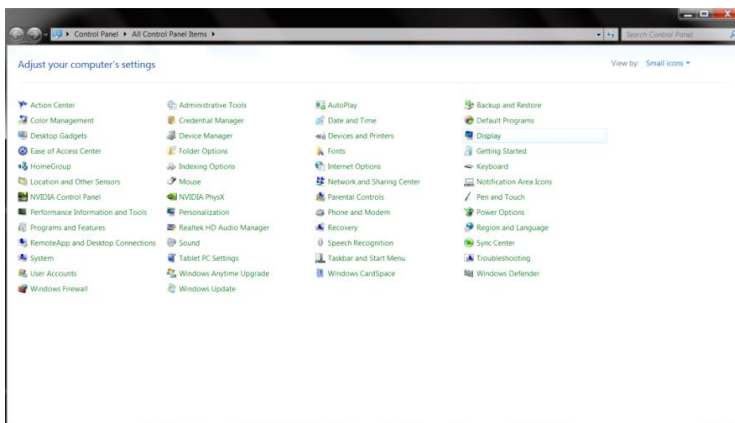 Control Panel All Control Panel Items Search Control Panel
Adjust your computer's settings View by: Small icons
Action Center Administrative Tools AutoPlay Backup and Restore
Color Management Credential Manager Date and Time Default Programs
Desktop Gadgets Device Manager Devices and Printers Display
Ease of Access Center Folder Options Fonts Getting Started
HomeGroup Indexing Options Internet Options Keyboard
Location and Other Sensors Mouse Network and Sharing Center Notification Area Icons
NVIDIA Control Panel NVIDIA PhysX Parental Controls Pen and Touch
Performance Information and Tools Personalization Phone and Modem Power Options
Programs and Features Realtek HD Audio Manager Recovery Region and Language
RemoteApp and Desktop Connections Sound Speech Recognition Sync Center
System Tablet PC Settings Taskbar and Start Menu Troubleshooting
User Accounts Windows Anytime Upgrade Windows CardSpace Windows Defender
Windows Firewall Windows Update